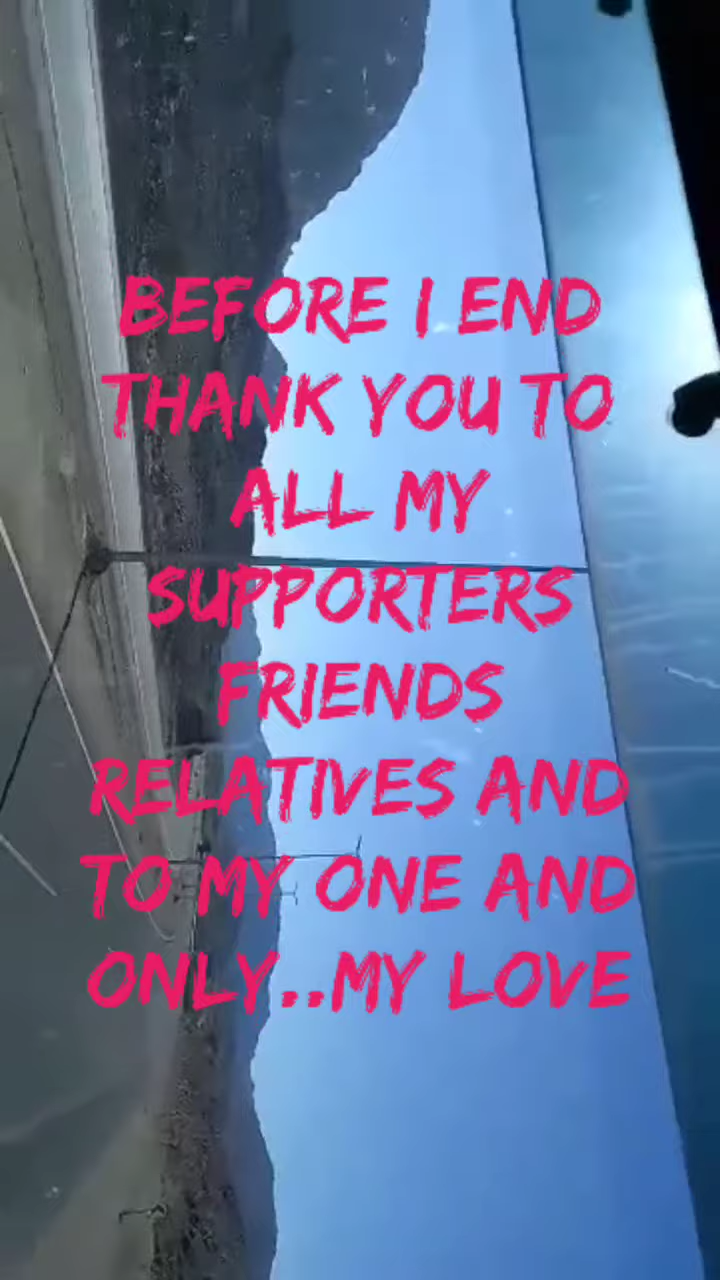 BEFORE I END
THANK YOU TO
ALL MY
SUPPORTERS
FRIENDS
RELATIVES AND
TO MY ONE AND
ONLY..MY LOVE